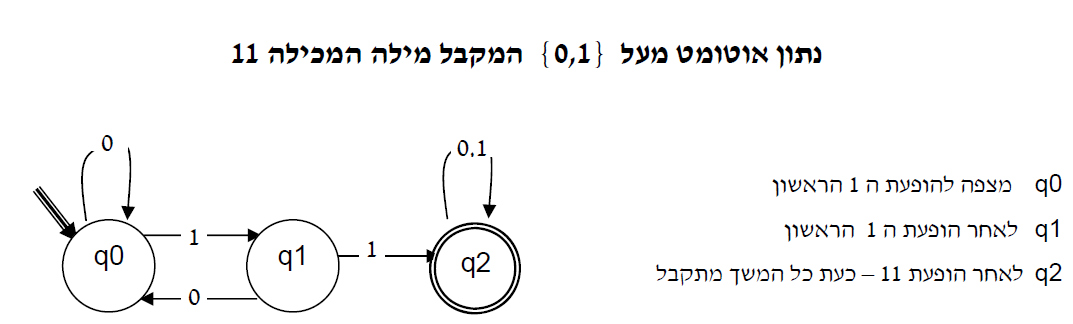 נתון אוטומט מעל {0,1} המקבל מילה המכילה 11
0
0,1
q0 מצפה להופעת ה 1 הראשון
q0
1
q1
1
q2
q1 לאחר הופעת ה 1 הראשון
0
q2 לאחר הופעת 11 – כעת כל המשך מתקבל